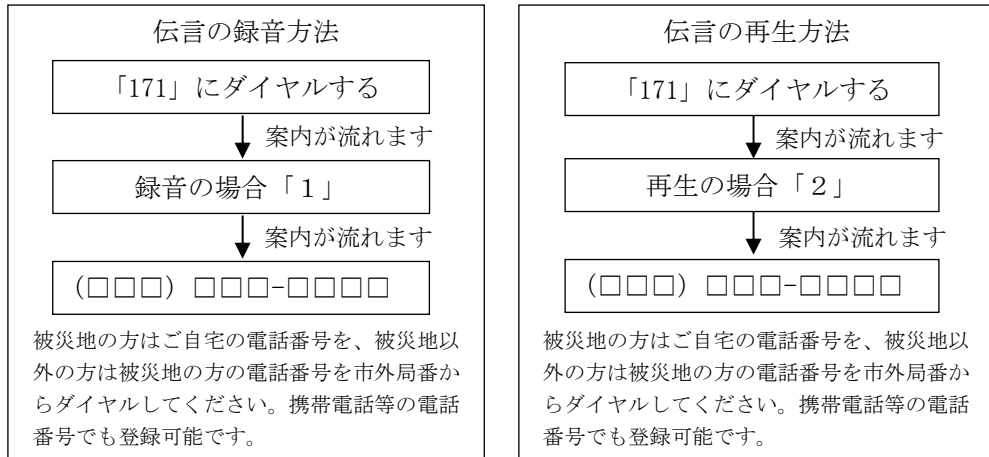 伝言の録音方法
「171」にダイヤルする
案内が流れます
録音の場合「１」
案内が流れます
(□□□) □□□-□□□□
被災地の方はご自宅の電話番号を、被災地以
外の方は被災地の方の電話番号を市外局番か
らダイヤルしてください。携帯電話等の電話
番号でも登録可能です。
伝言の再生方法
「171」にダイヤルする
案内が流れます
再生の場合「２」
案内が流れます
(□□□) □□□-□□□□
被災地の方はご自宅の電話番号を、被災地以
外の方は被災地の方の電話番号を市外局番か
らダイヤルしてください。携帯電話等の電話
番号でも登録可能です。